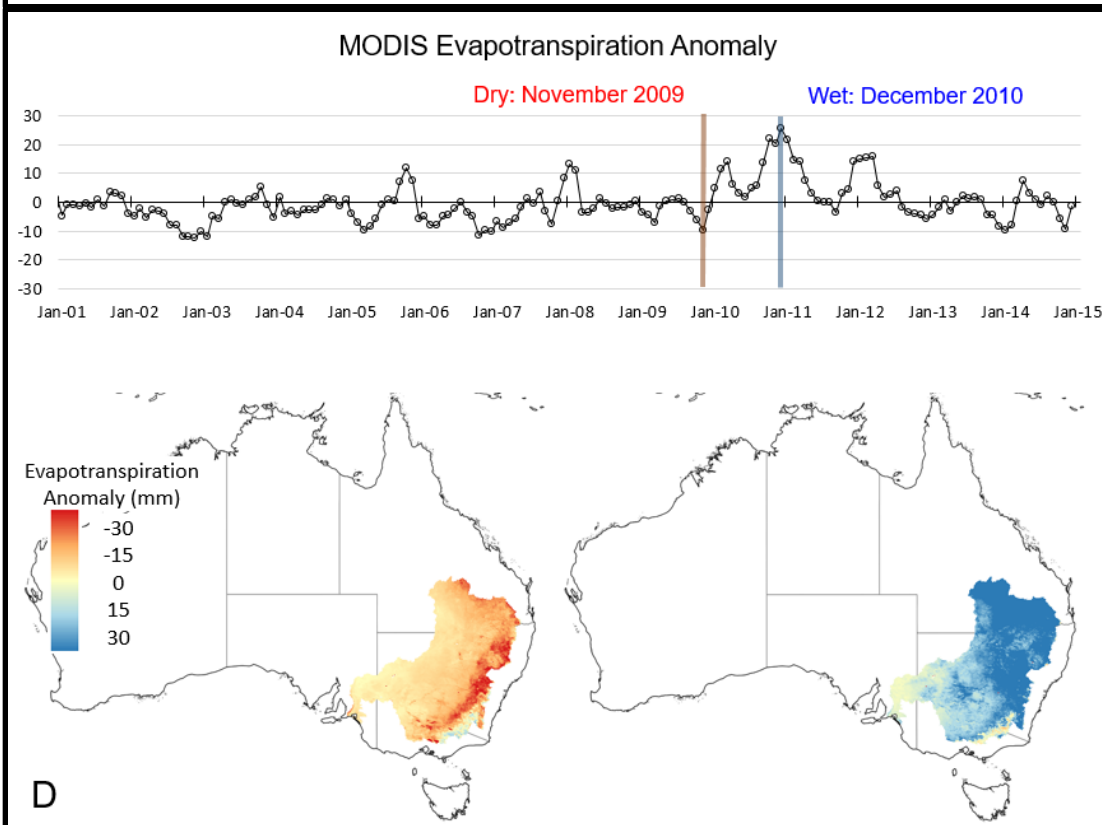 MODIS Evapotranspiration Anomaly
Dry: November 2009 Wet: December 2010
30
20
10
0
-10
-20
-30
Jan-01 Jan-02 Jan-03 Jan-04 Jan-05 Jan-06 Jan-07 Jan-08 Jan-09 Jan-10 Jan-11 Jan-12 Jan-13 Jan-14 Jan-15
Evapotranspiration
Anomaly (mm)
-30
-15
0
15
30
D